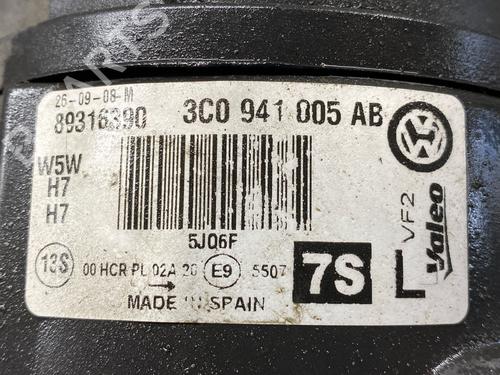 26-09-08-M
89316390 3C0 941 005 AB
W5W
H7
H7
5J06F
13S 00 HCR PL 02A 20 E9 5507 7S L
VF2
Valeo
MADE IN SPAIN